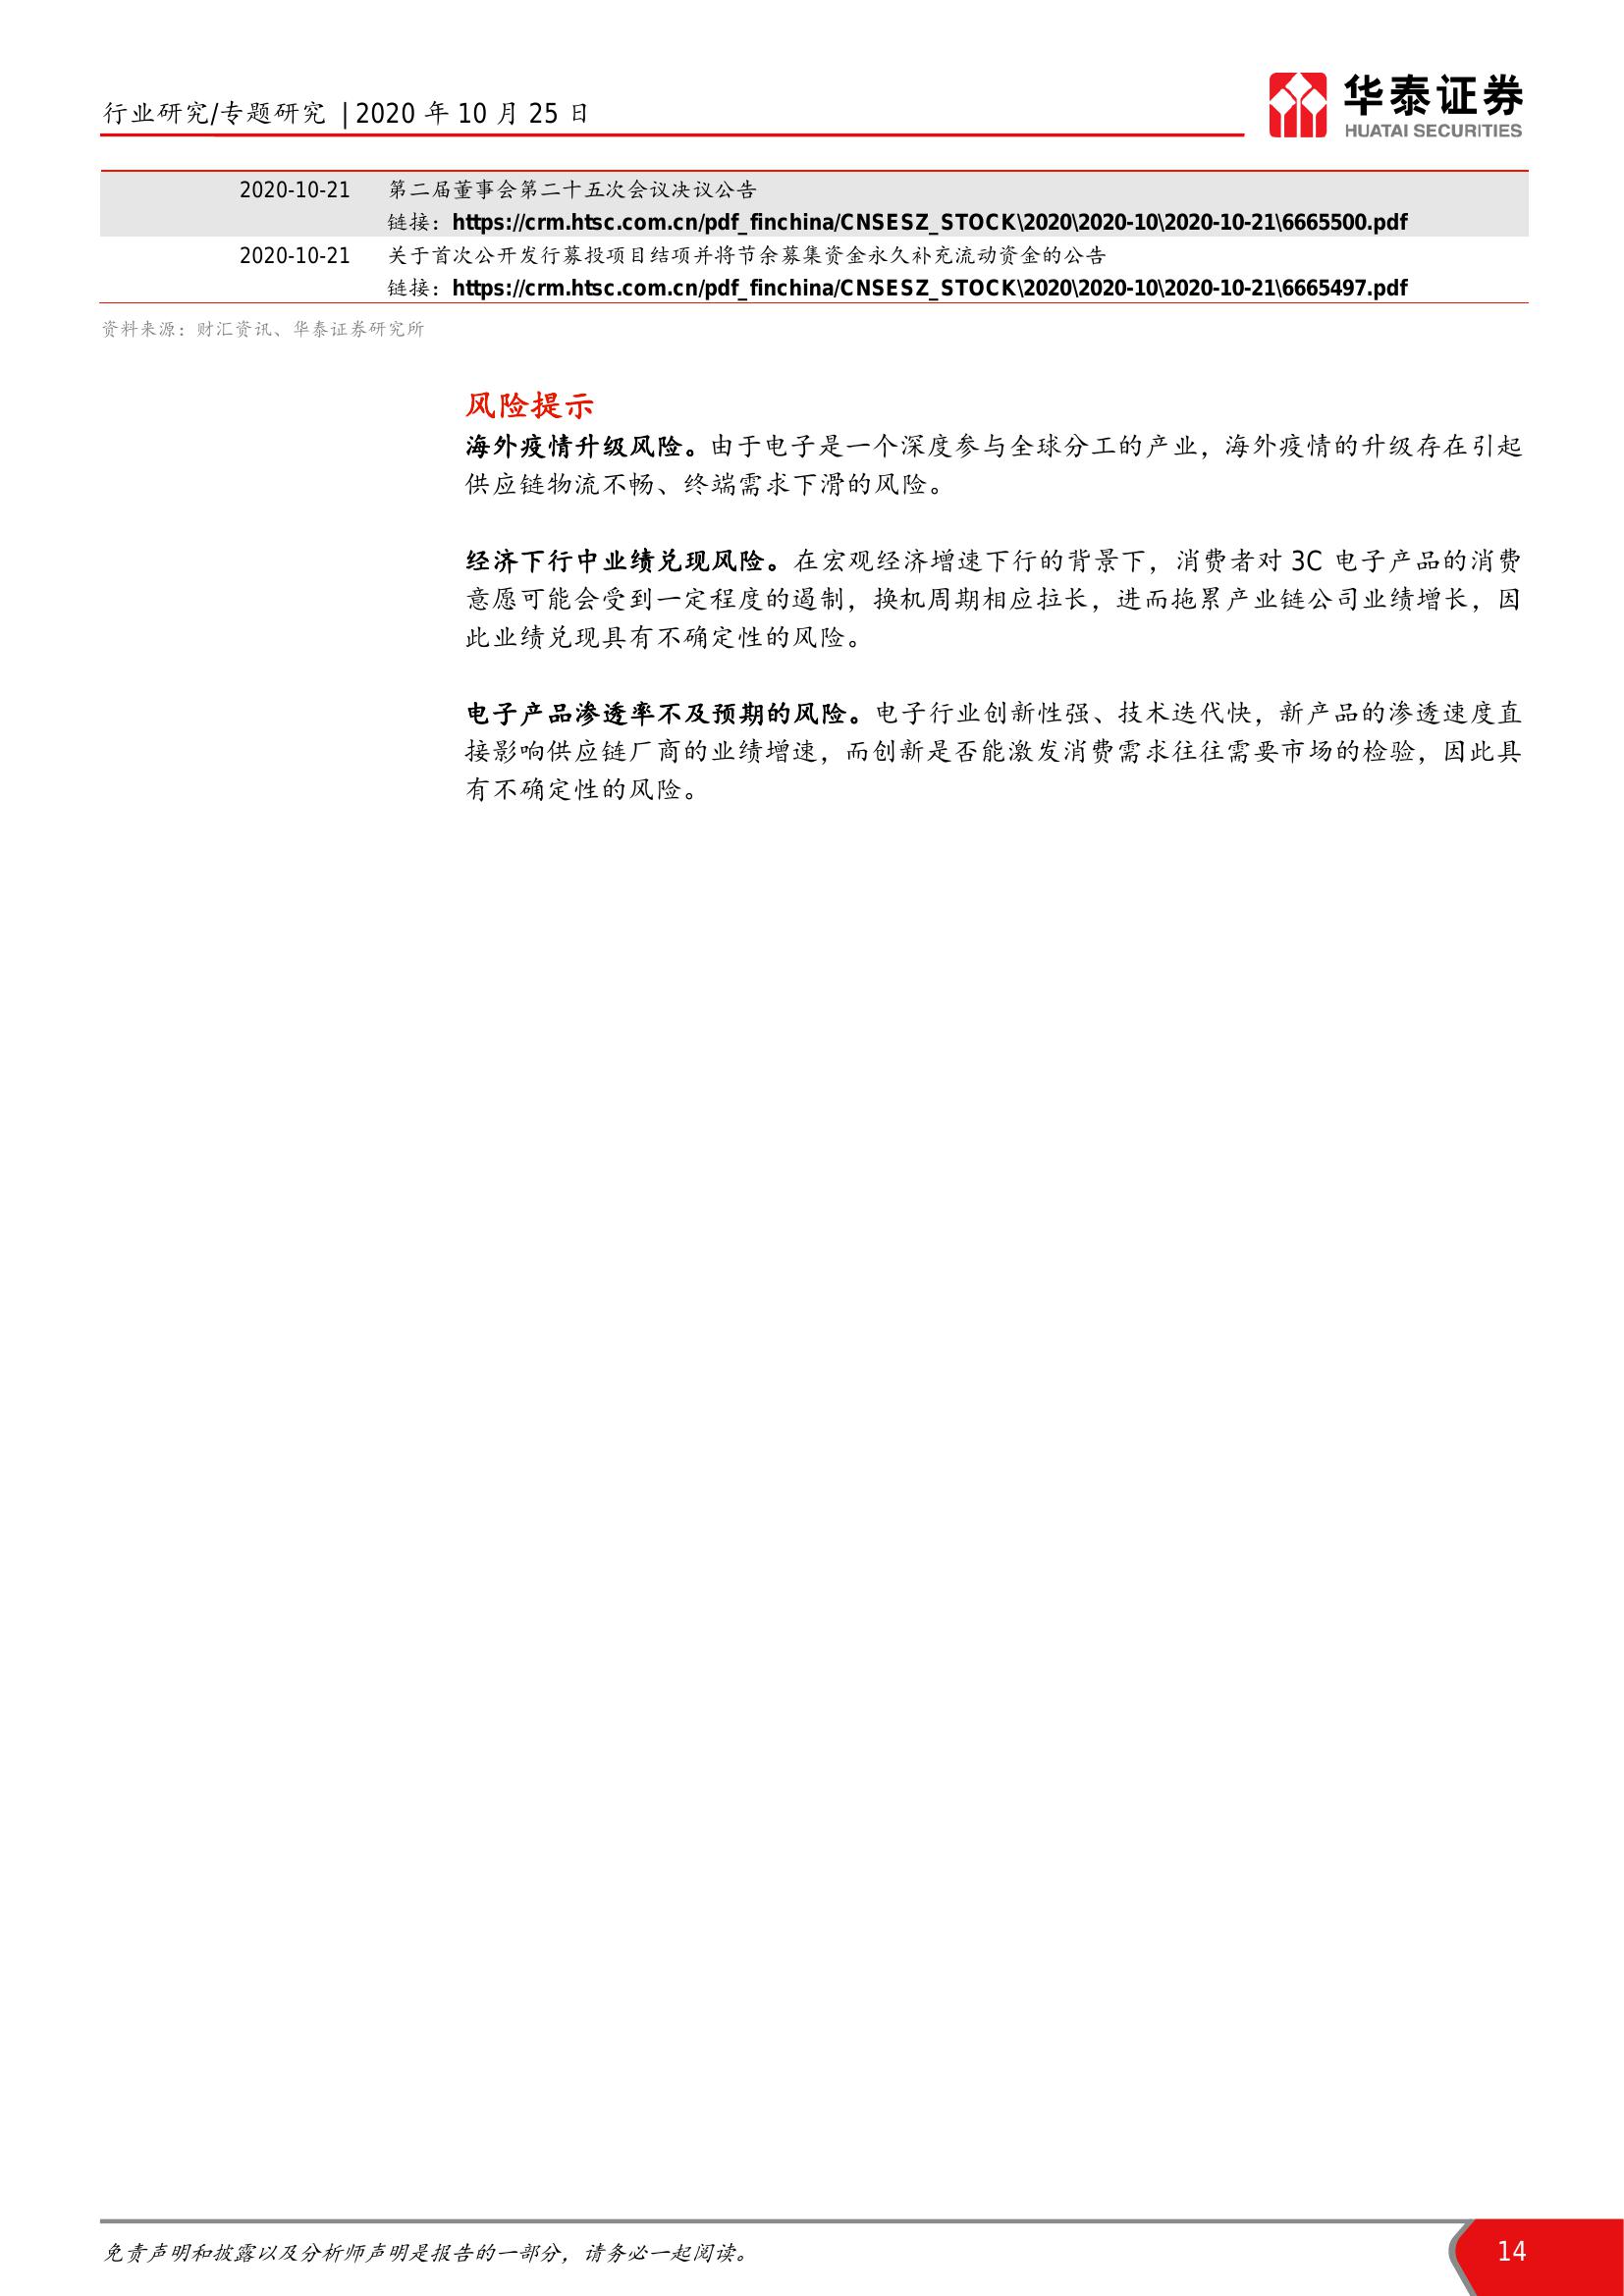 行业研究/专题研究 | 2020 年 10 月 25 日
华泰证券
HUATAI SECURITIES
2020-10-21 第二届董事会第二十五次会议决议公告
链接：https://crm.htsc.com.cn/pdf_finchina/CNSESZ_STOCK\2020\2020-10\2020-10-21\6665500.pdf
2020-10-21 关于首次公开发行募投项目结项并将节余募集资金永久补充流动资金的公告
链接：https://crm.htsc.com.cn/pdf_finchina/CNSESZ_STOCK\2020\2020-10\2020-10-21\6665497.pdf
资料来源：财汇资讯、华泰证券研究所
风险提示
海外疫情升级风险。由于电子是一个深度参与全球分工的产业，海外疫情的升级存在引起
供应链物流不畅、终端需求下滑的风险。
经济下行中业绩兑现风险。在宏观经济增速下行的背景下，消费者对 3C 电子产品的消费
意愿可能会受到一定程度的遏制，换机周期相应拉长，进而拖累产业链公司业绩增长，因
此业绩兑现具有不确定性的风险。
电子产品渗透率不及预期的风险。电子行业创新性强、技术迭代快，新产品的渗透速度直
接影响供应链厂商的业绩增速，而创新是否能激发消费需求往往需要市场的检验，因此具
有不确定性的风险。
免责声明和披露以及分析师声明是报告的一部分，请务必一起阅读。
14